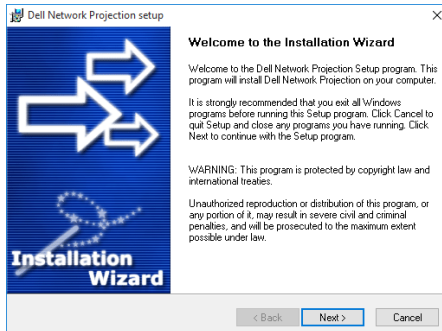 Dell Network Projection setup
Welcome to the Installation Wizard
Welcome to the Dell Network Projection Setup program. This
program will install Dell Network Projection on your computer.
It is strongly recommended that you exit all Windows
programs before running this Setup program. Click Cancel to
quit Setup and close any programs you have running. Click
Next to continue with the Setup program.
WARNING: This program is protected by copyright law and
international treaties.
Unauthorized reproduction or distribution of this program, or
any portion of it, may result in severe civil and criminal
penalties, and will be prosecuted to the maximum extent
possible under law.
Installation
Wizard
< Back Next > Cancel